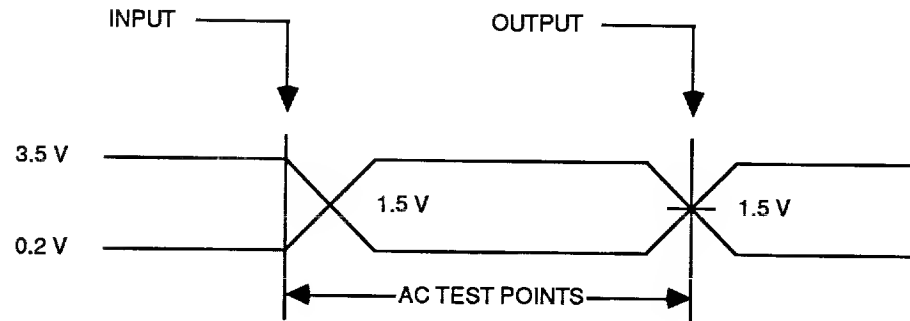 INPUT
OUTPUT
3.5 V
1.5 V
1.5 V
0.2 V
AC TEST POINTS